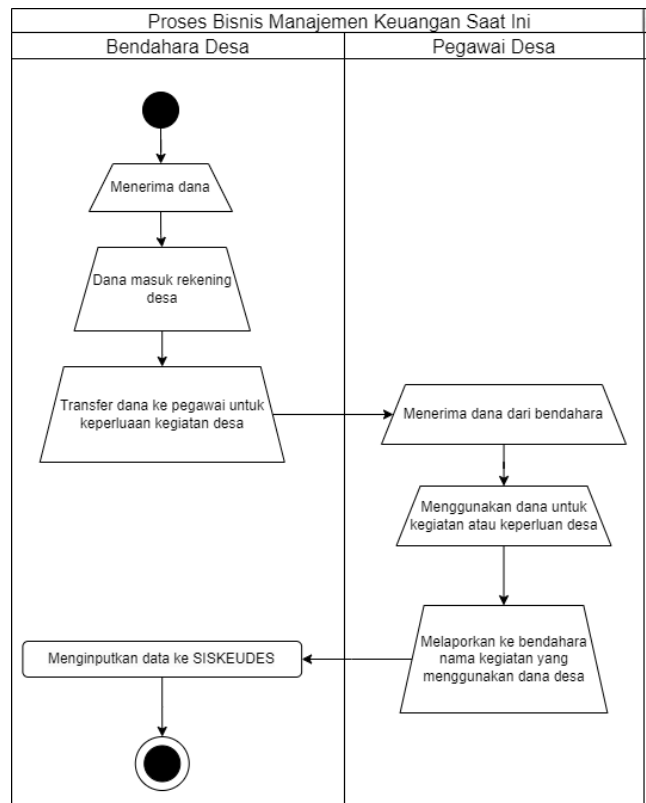 Proses Bisnis Manajemen Keuangan Saat Ini
Bendahara Desa
Pegawai Desa
Menerima dana
Dana masuk rekening
desa
Transfer dana ke pegawai untuk
keperluaan kegiatan desa
Menerima dana dari bendahara
Menggunakan dana untuk
kegiatan atau keperluan desa
Melaporkan ke bendahara
nama kegiatan yang
menggunakan dana desa
Menginputkan data ke SISKEUDES